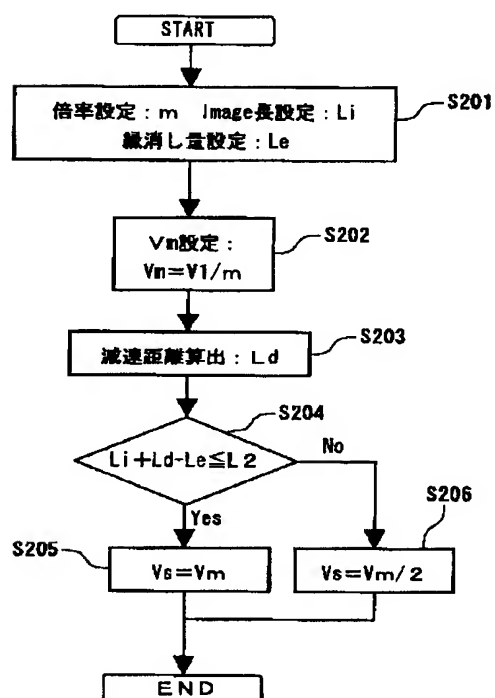 START
倍率設定：m Image長設定：Li
縁消し量設定：Le
S201
Vm設定：
Vm=V1/m
S202
減速距離算出：Ld
S203
S204
Li+Ld-Le≦L2
No
Yes
S205
Vs=Vm
S206
Vs=Vm/2
END